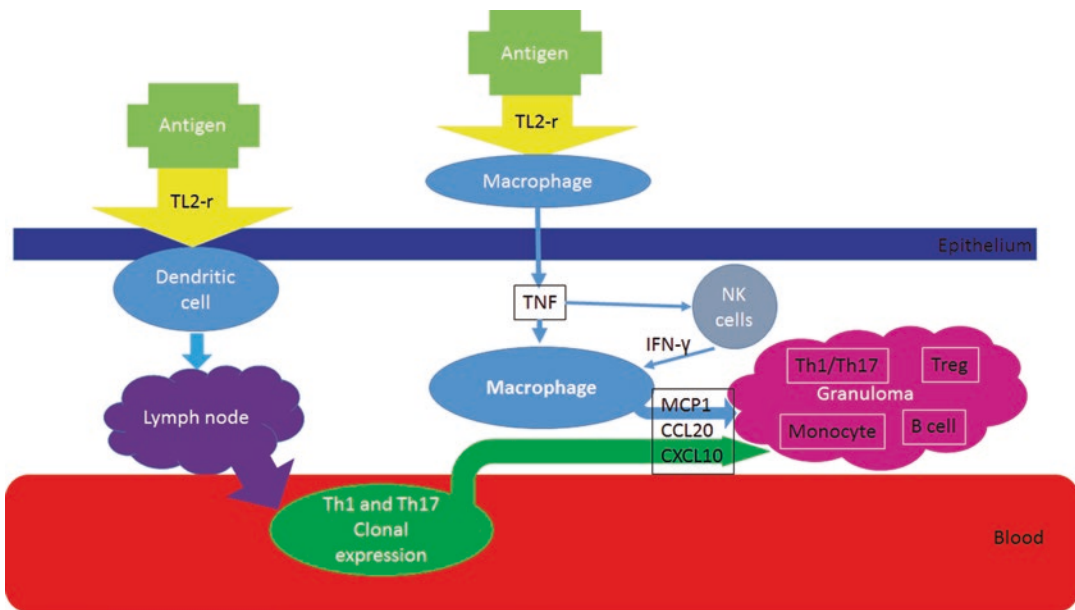 Antigen
TL2-r
Macrophage
Antigen
TL2-r
Epithelium
Dendritic
cell
TNF
NK
cells
IFN-γ
Macrophage
Lymph node
MCP1
CCL20
CXCL10
Th1/Th17
Treg
Granuloma
Monocyte
B cell
Th1 and Th17
Clonal
expression
Blood